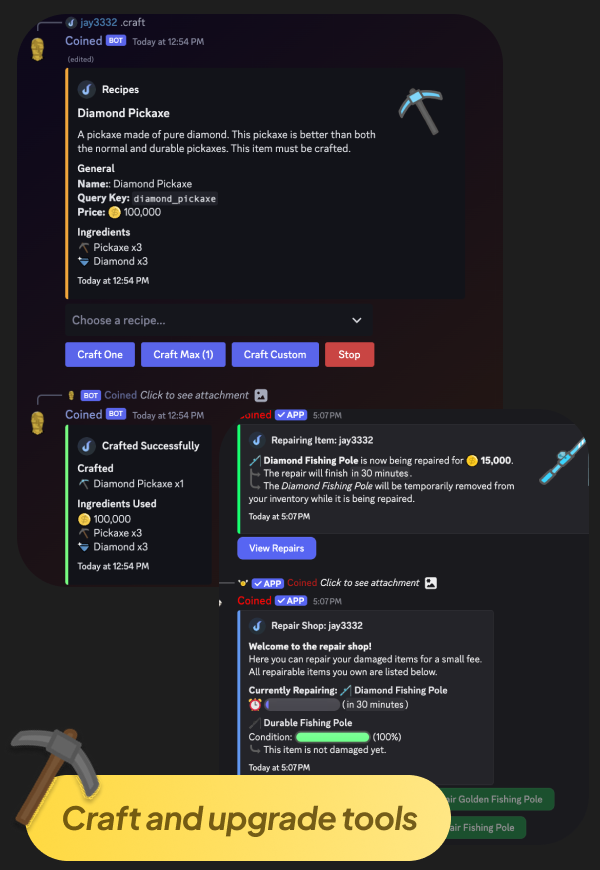 jay3332 .craft
Coined BOT Today at 12:54 PM
(edited)
Recipes
Diamond Pickaxe
A pickaxe made of pure diamond. This pickaxe is better than both
the normal and durable pickaxes. This item must be crafted.
General
Name:: Diamond Pickaxe
Query Key: diamond_pickaxe
Price: 100,000
Ingredients
Pickaxe x3
Diamond x3
Today at 12:54 PM
Choose a recipe...
Craft One
Craft Max (1)
Craft Custom
Stop
BOT Coined Click to see attachment
Coined BOT Today at 12:54 PM
Crafted Successfully
Crafted
Diamond Pickaxe x1
Ingredients Used
100,000
Pickaxe x3
Diamond x3
Today at 12:54 PM
Coined APP 5:07 PM
Repairing Item: jay3332
Diamond Fishing Pole is now being repaired for 15,000.
The repair will finish in 30 minutes.
The Diamond Fishing Pole will be temporarily removed from
your inventory while it is being repaired.
Today at 5:07 PM
View Repairs
APP Coined Click to see attachment
Coined APP 5:07 PM
Repair Shop: jay3332
Welcome to the repair shop!
Here you can repair your damaged items for a small fee.
All repairable items you own are listed below.
Currently Repairing: Diamond Fishing Pole
(in 30 minutes)
Durable Fishing Pole
Condition: (100%)
This item is not damaged yet.
Today at 5:07 PM
air Golden Fishing Pole
air Fishing Pole
Craft and upgrade tools